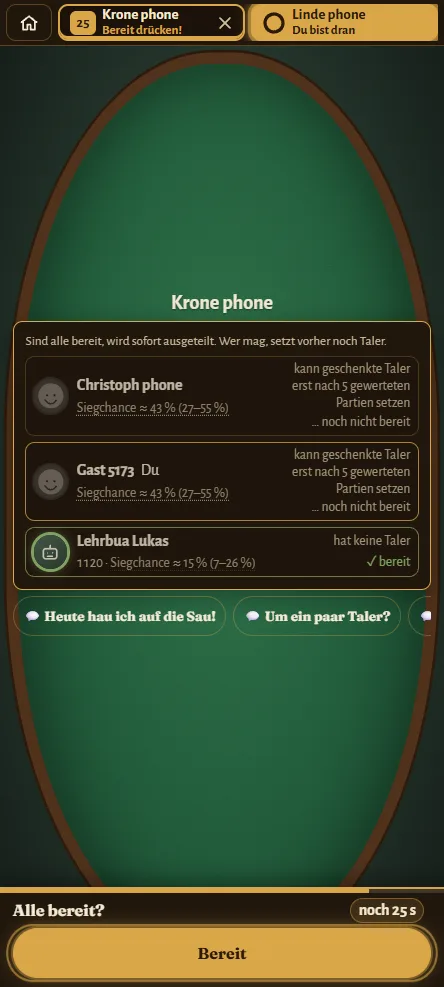 25
Krone phone
Bereit drücken!
Linde phone
Du bist dran
Krone phone
Sind alle bereit, wird sofort ausgeteilt. Wer mag, setzt vorher noch Taler.
Christoph phone
Siegchance ≈ 43 % (27–55 %)
kann geschenkte Taler
erst nach 5 gewerteten
Partien setzen
… noch nicht bereit
Gast 5173 Du
Siegchance ≈ 43 % (27–55 %)
kann geschenkte Taler
erst nach 5 gewerteten
Partien setzen
… noch nicht bereit
Lehrbua Lukas
1120 · Siegchance ≈ 15 % (7–26 %)
hat keine Taler
✓ bereit
Heute hau ich auf die Sau!
Um ein paar Taler?
Alle bereit?
noch 25 s
Bereit